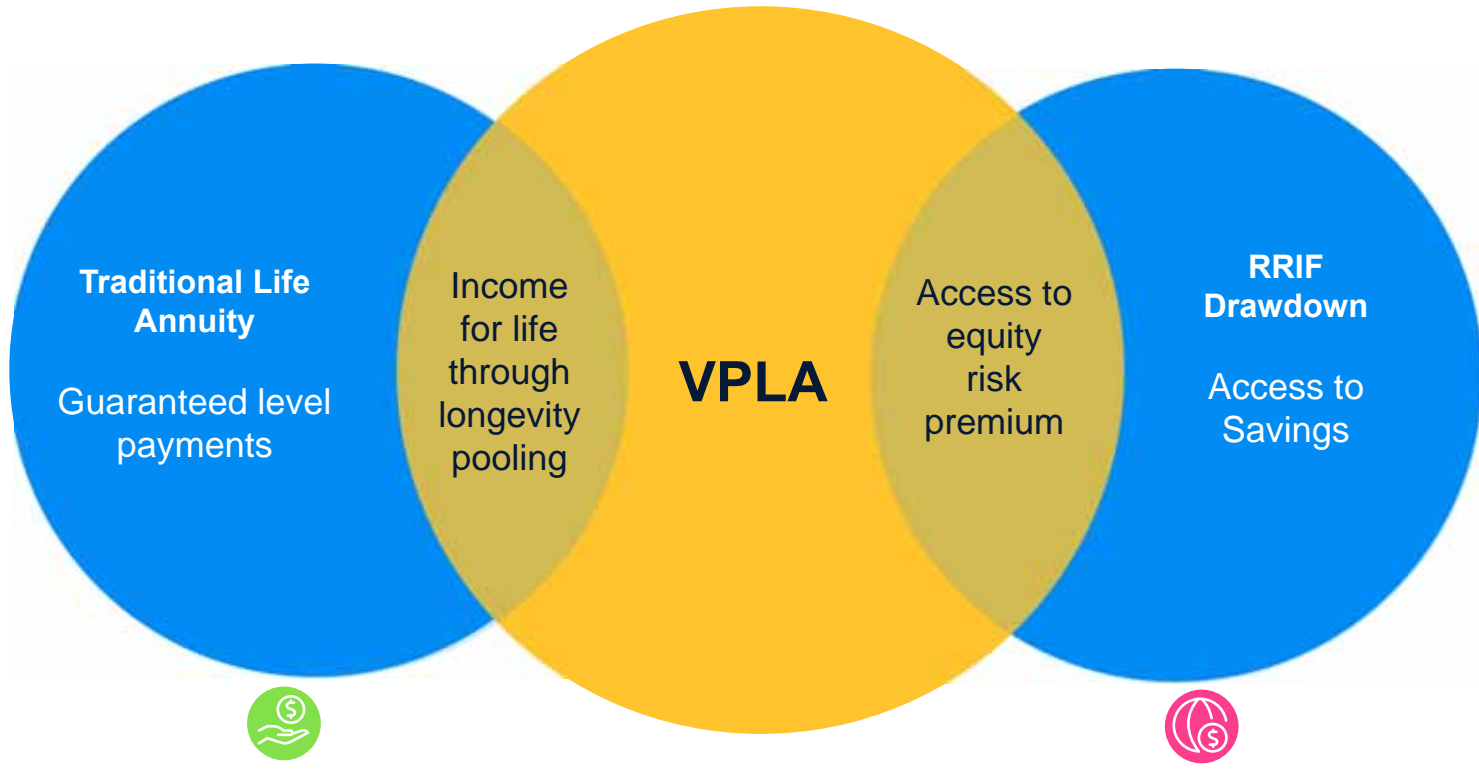 Traditional Life
Annuity
Guaranteed level
payments
Income
for life
through
longevity
pooling
VPLA
Access to
equity
risk
premium
RRIF
Drawdown
Access to
Savings
$
$